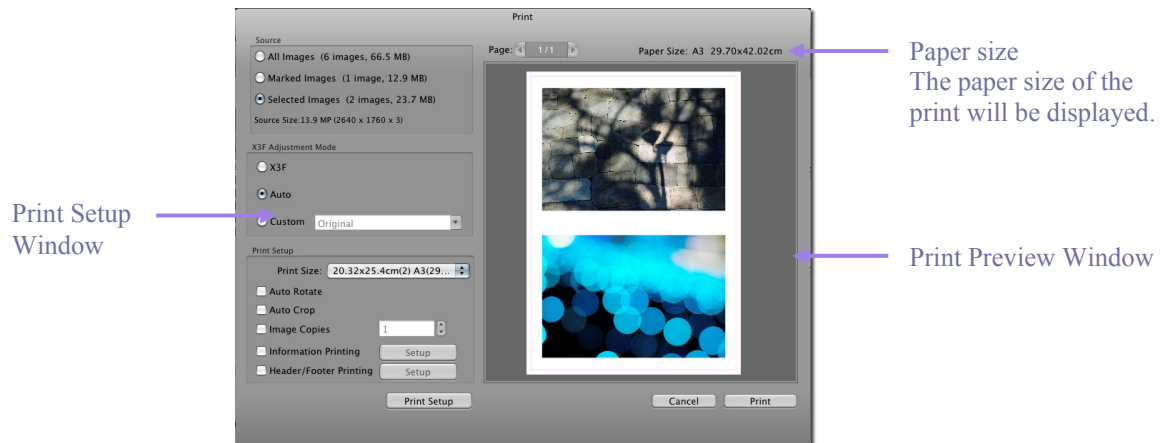 Print
Source
All Images (6 images, 66.5 MB)
Marked Images (1 image, 12.9 MB)
Selected Images (2 images, 23.7 MB)
Source Size:13.9 MP (2640 x 1760 x 3)
X3F Adjustment Mode
X3F
Auto
Custom Original
Print Setup
Print Size: 20.32x25.4cm(2) A3(29...
Auto Rotate
Auto Crop
Image Copies 1
Information Printing Setup
Header/Footer Printing Setup
Print Setup
Page: 1/1 Paper Size: A3 29.70x42.02cm
Cancel Print
Print Setup
Window
Paper size
The paper size of the
print will be displayed.
Print Preview Window